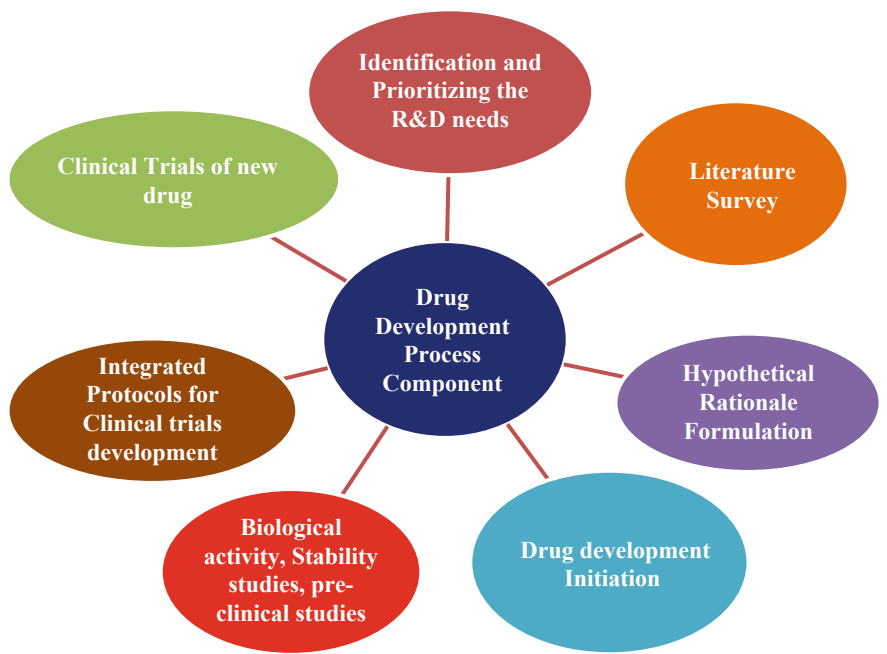 Identification and
Prioritizing the
R&D needs
Literature
Survey
Hypothetical
Rationale
Formulation
Drug development
Initiation
Biological
activity, Stability
studies, pre-
clinical studies
Integrated
Protocols for
Clinical trials
development
Clinical Trials of new
drug
Drug
Development
Process
Component